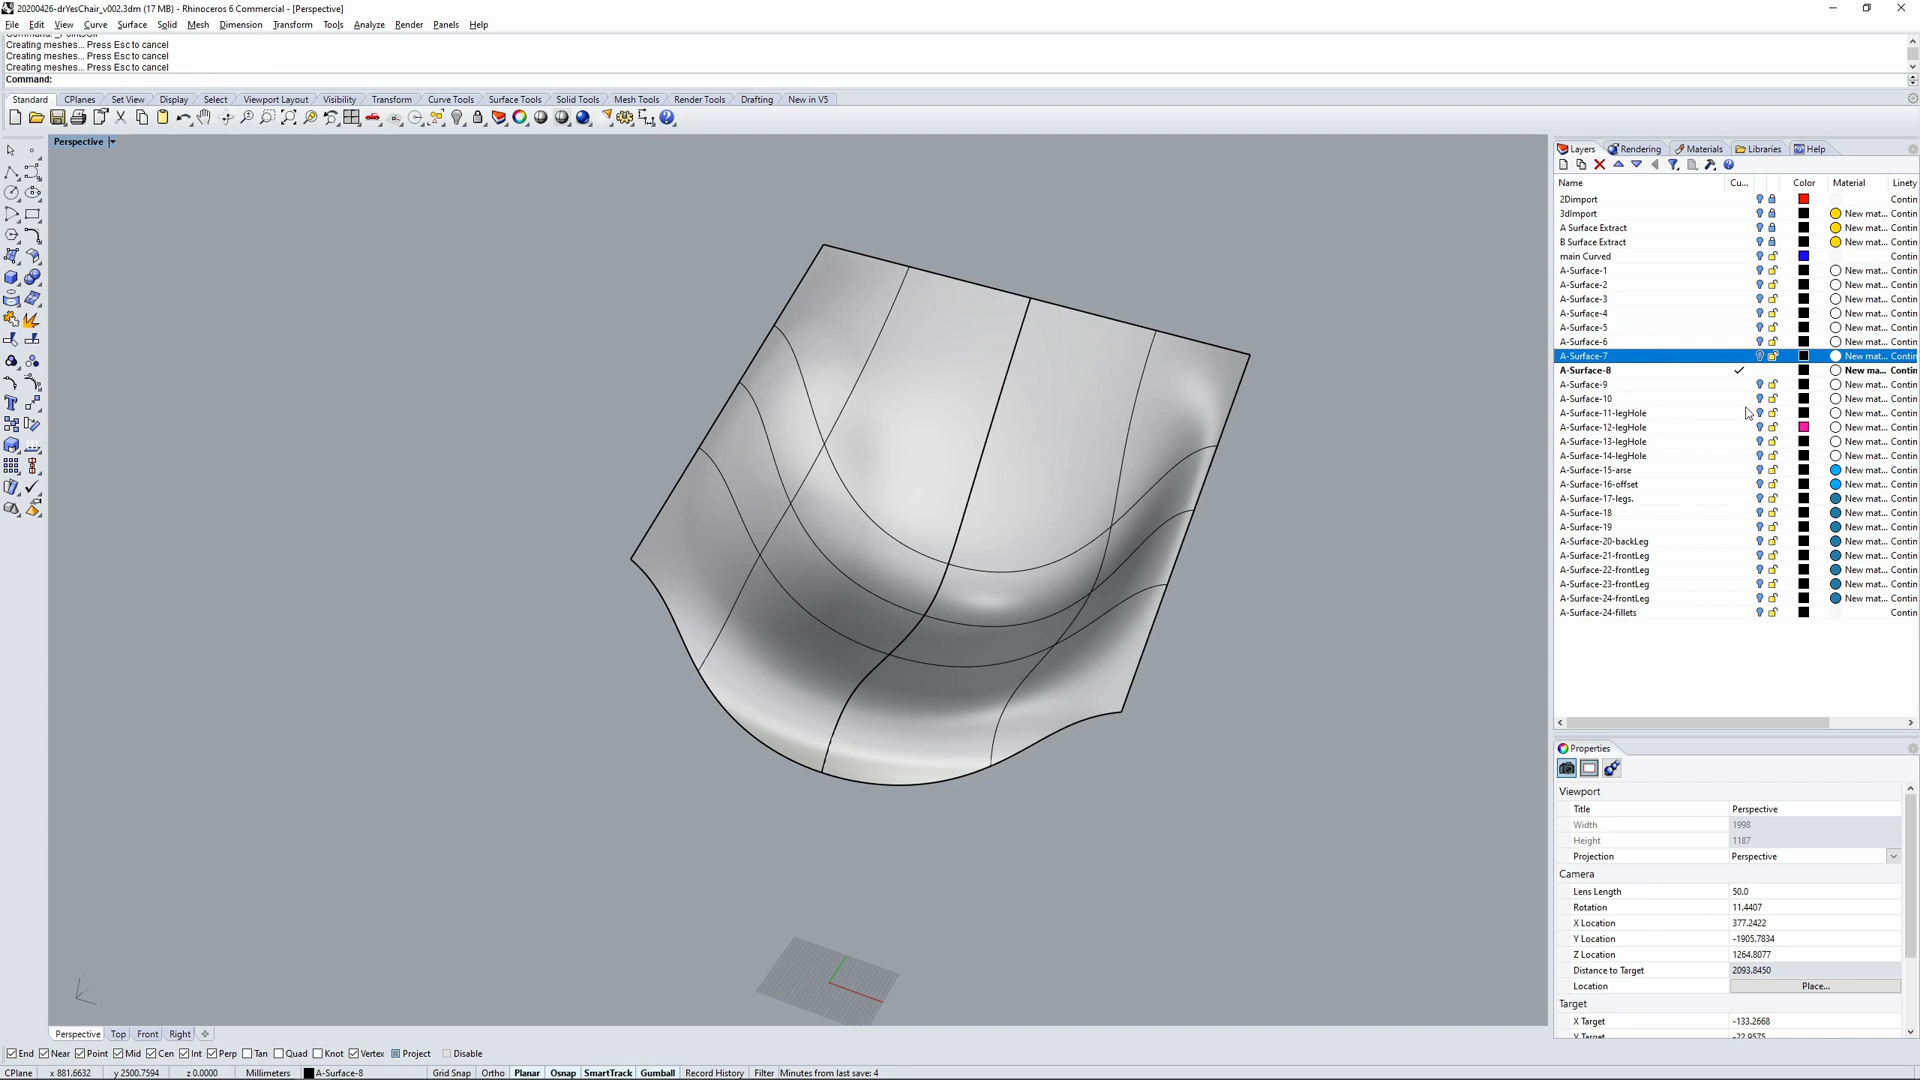 20200426-drYesChair_v002.3dm (17 MB) - Rhinoceros 6 Commercial - [Perspective]
File Edit View Curve Surface Solid Mesh Dimension Transform Tools Analyze Render Panels Help
Creating meshes... Press Esc to cancel
Creating meshes... Press Esc to cancel
Creating meshes... Press Esc to cancel
Command:
Standard CPlanes Set View Display Select Viewport Layout Visibility Transform Curve Tools Surface Tools Solid Tools Mesh Tools Render Tools Drafting New in V5
Perspective
Layers Rendering Materials Libraries Help
Name Cu... Color Material Linety
2Dimport Contin
3dImport New mat... Contin
A Surface Extract New mat... Contin
B Surface Extract New mat... Contin
main Curved Contin
A-Surface-1 New mat... Contin
A-Surface-2 New mat... Contin
A-Surface-3 New mat... Contin
A-Surface-4 New mat... Contin
A-Surface-5 New mat... Contin
A-Surface-6 New mat... Contin
A-Surface-7 New mat... Contin
A-Surface-8 New ma... Contin
A-Surface-9 New mat... Contin
A-Surface-10 New mat... Contin
A-Surface-11-legHole New mat... Contin
A-Surface-12-legHole New mat... Contin
A-Surface-13-legHole New mat... Contin
A-Surface-14-legHole New mat... Contin
A-Surface-15-arse New mat... Contin
A-Surface-16-offset New mat... Contin
A-Surface-17-legs. New mat... Contin
A-Surface-18 New mat... Contin
A-Surface-19 New mat... Contin
A-Surface-20-backLeg New mat... Contin
A-Surface-21-frontLeg New mat... Contin
A-Surface-22-frontLeg New mat... Contin
A-Surface-23-frontLeg New mat... Contin
A-Surface-24-frontLeg New mat... Contin
A-Surface-24-fillets Contin
Properties
Viewport
Title Perspective
Width 1998
Height 1187
Projection Perspective
Camera
Lens Length 50.0
Rotation 11.4407
X Location 377.2422
Y Location -1905.7834
Z Location 1264.8077
Distance to Target 2093.8450
Location Place...
Target
X Target -133.2668
Y Target -22.9575
Perspective Top Front Right
End Near Point Mid Cen Int Perp Tan Quad Knot Vertex Project Disable
CPlane x 881.6632 y 2500.7594 z 0.0000 Millimeters A-Surface-8 Grid Snap Ortho Planar Osnap SmartTrack Gumball Record History Filter Minutes from last save: 4